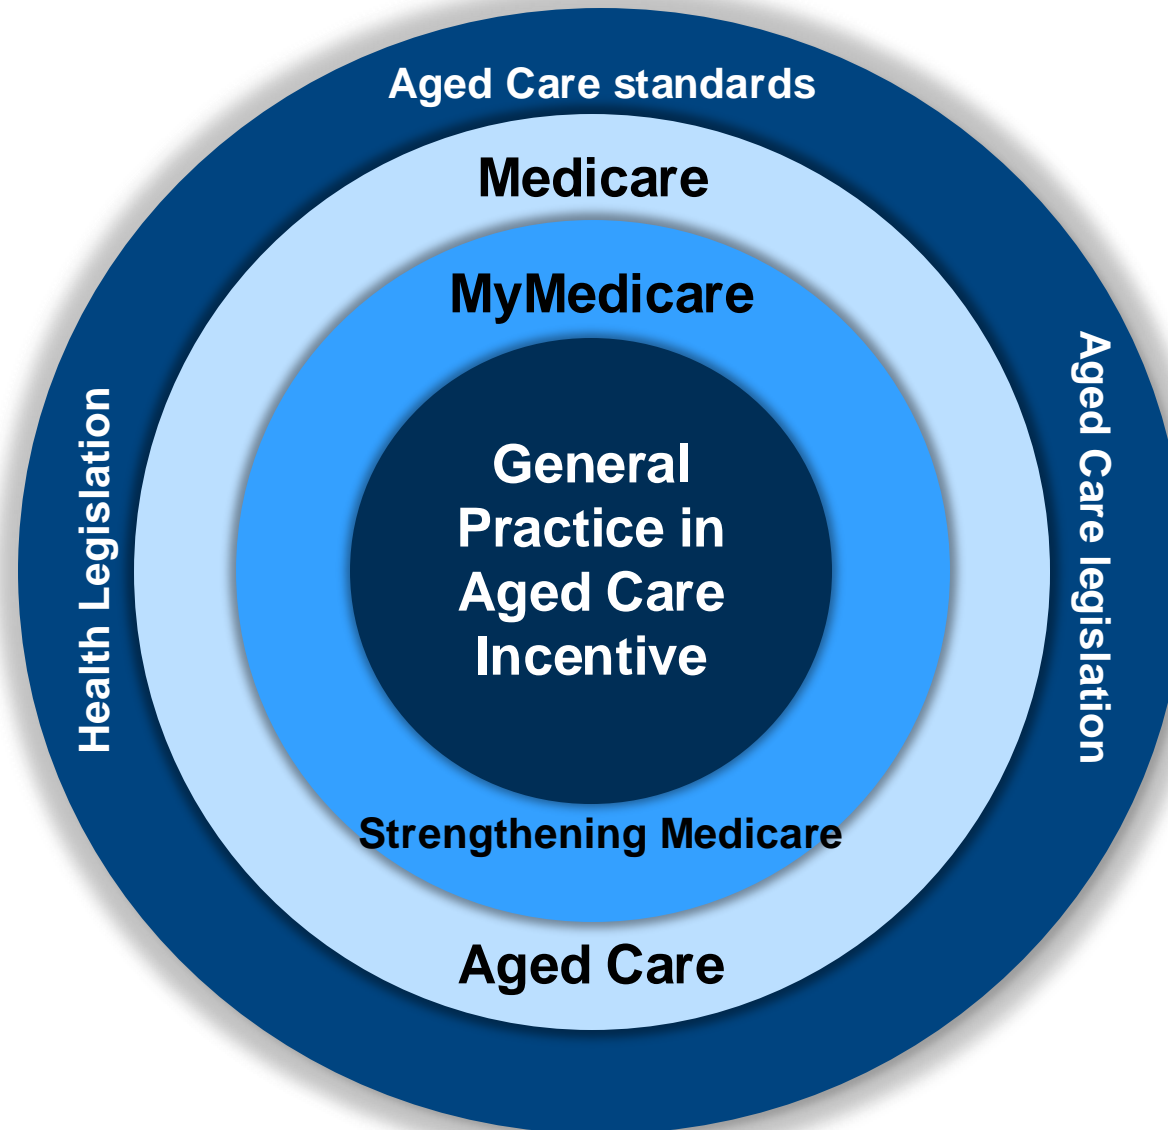 Aged Care standards
Medicare
MyMedicare
Health Legislation
Aged Care legislation
General
Practice in
Aged Care
Incentive
Strengthening Medicare
Aged Care